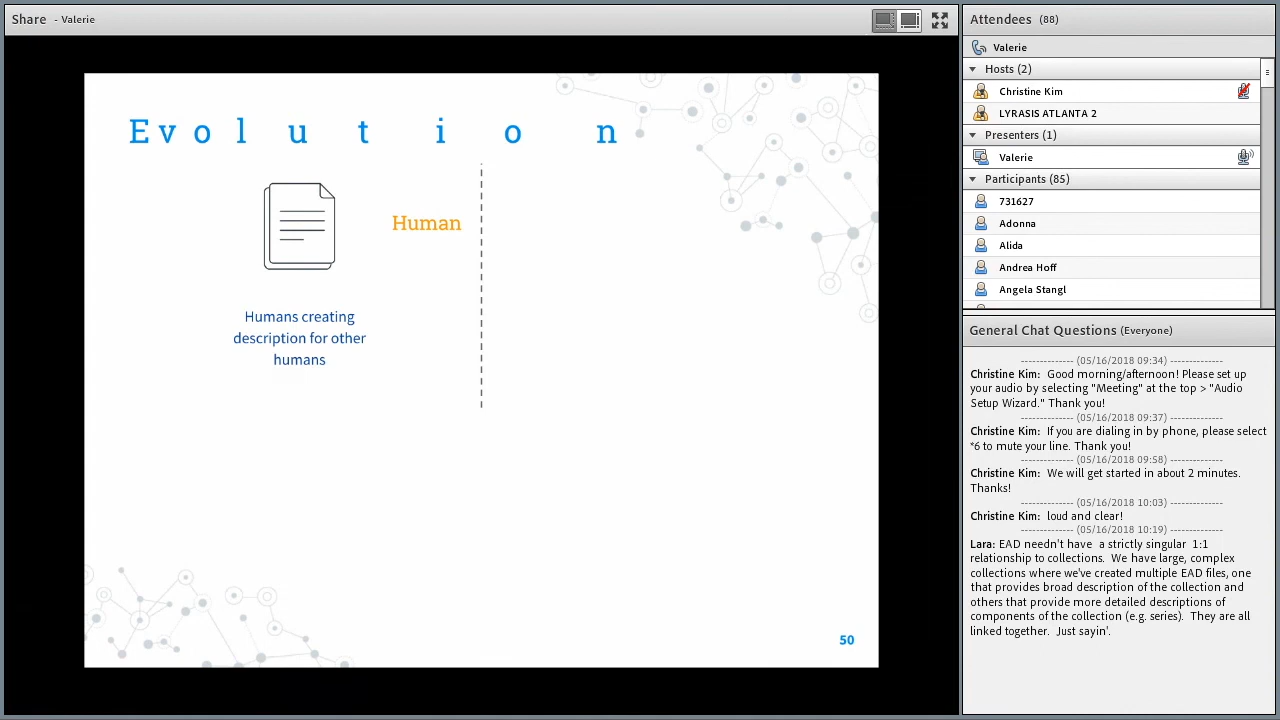 Share - Valerie
E v o l u t i o n
Human
Humans creating
description for other
humans
50
Attendees (88)
Valerie
Hosts (2)
Christine Kim
LYRASIS ATLANTA 2
Presenters (1)
Valerie
Participants (85)
731627
Adonna
Alida
Andrea Hoff
Angela Stangl
General Chat Questions (Everyone)
------------- (05/16/2018 09:34) -------------
Christine Kim: Good morning/afternoon! Please set up
your audio by selecting "Meeting" at the top > "Audio
Setup Wizard." Thank you!
------------- (05/16/2018 09:37) -------------
Christine Kim: If you are dialing in by phone, please select
*6 to mute your line. Thank you!
------------- (05/16/2018 09:58) -------------
Christine Kim: We will get started in about 2 minutes.
Thanks!
------------- (05/16/2018 10:03) -------------
Christine Kim: loud and clear!
------------- (05/16/2018 10:19) -------------
Lara: EAD needn't have a strictly singular 1:1
relationship to collections. We have large, complex
collections where we've created multiple EAD files, one
that provides broad description of the collection and
others that provide more detailed descriptions of
components of the collection (e.g. series). They are all
linked together. Just sayin'.